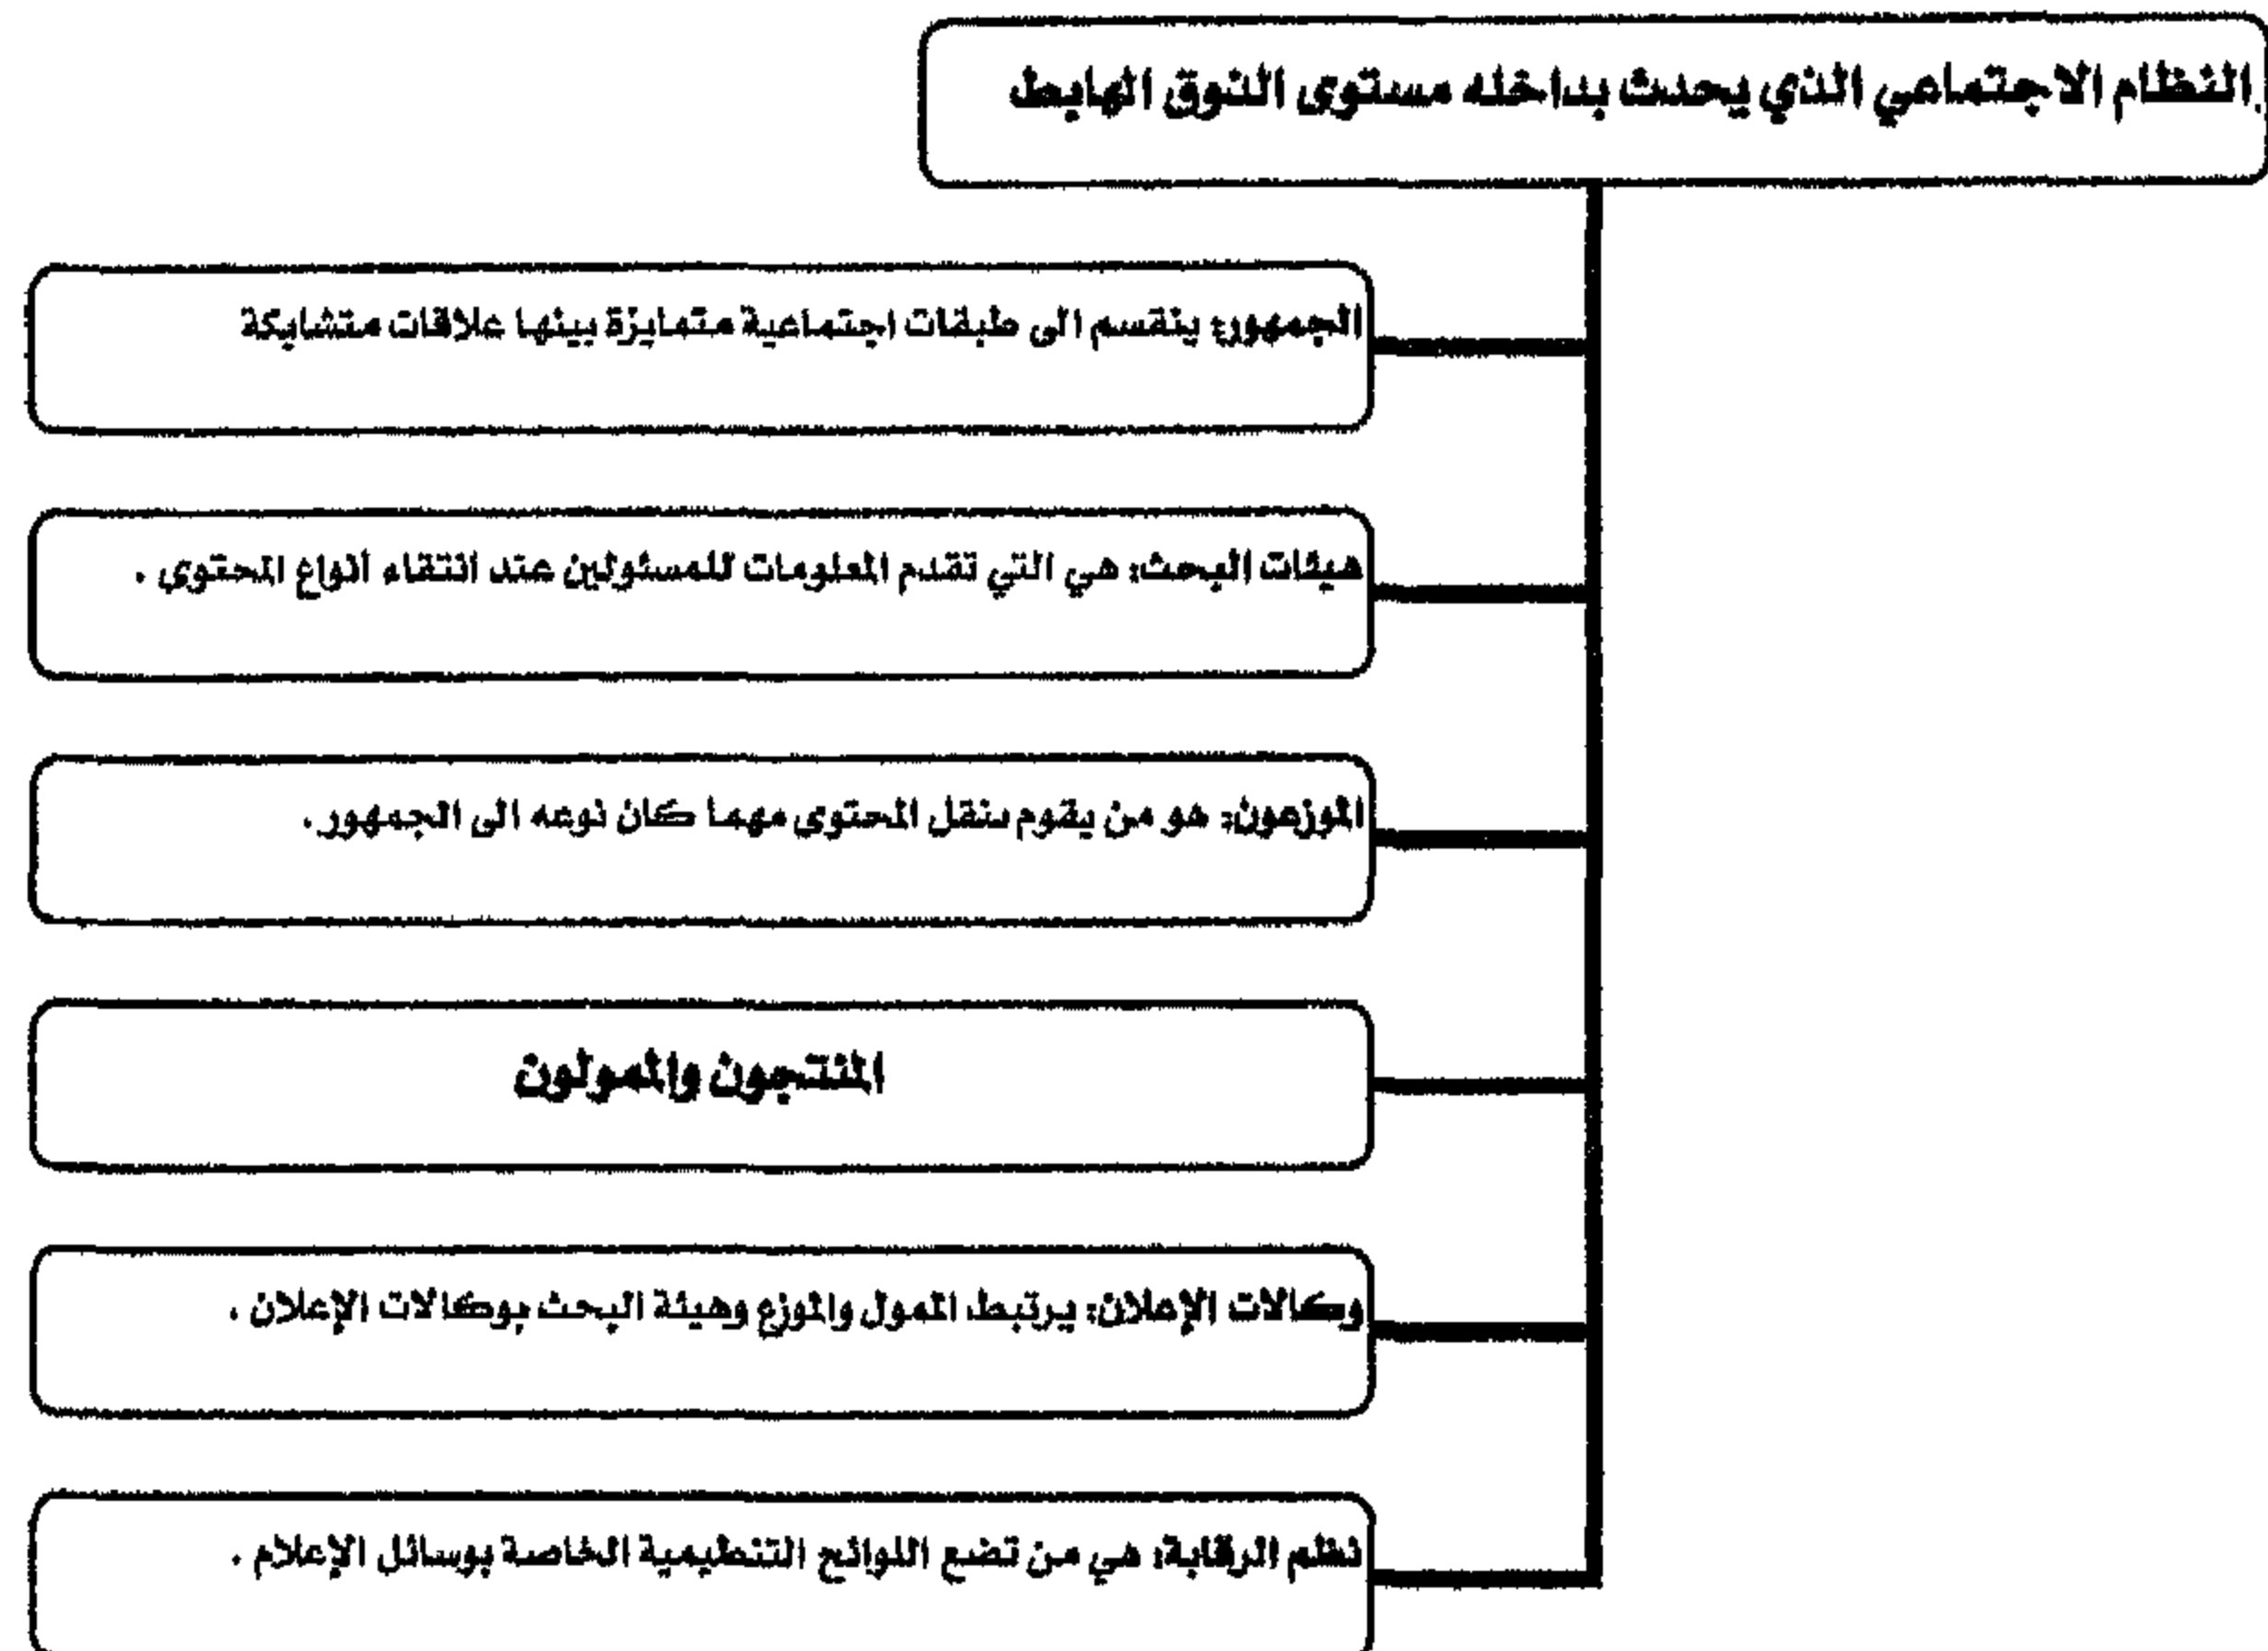 النظام الاجتماعي الذي يحدث بداخله مستوى الذوق الهابط
الجمهور: ينقسم الى طبقات اجتماعية متمايزة بينها علاقات متشابكة
هيئات البحث: هي التي تقدم المعلومات للمسئولين عند انتقاء أنواع المحتوى .
الموزعون: هو من يقوم بنقل المحتوى مهما كان نوعه الى الجمهور.
المنتجون والممولون
وكالات الإعلان: يرتبط الممول والموزع وهيئة البحث بوكالات الإعلان .
نظم الرقابة: هي من تضع اللوائح التنظيمية الخاصة بوسائل الإعلام .